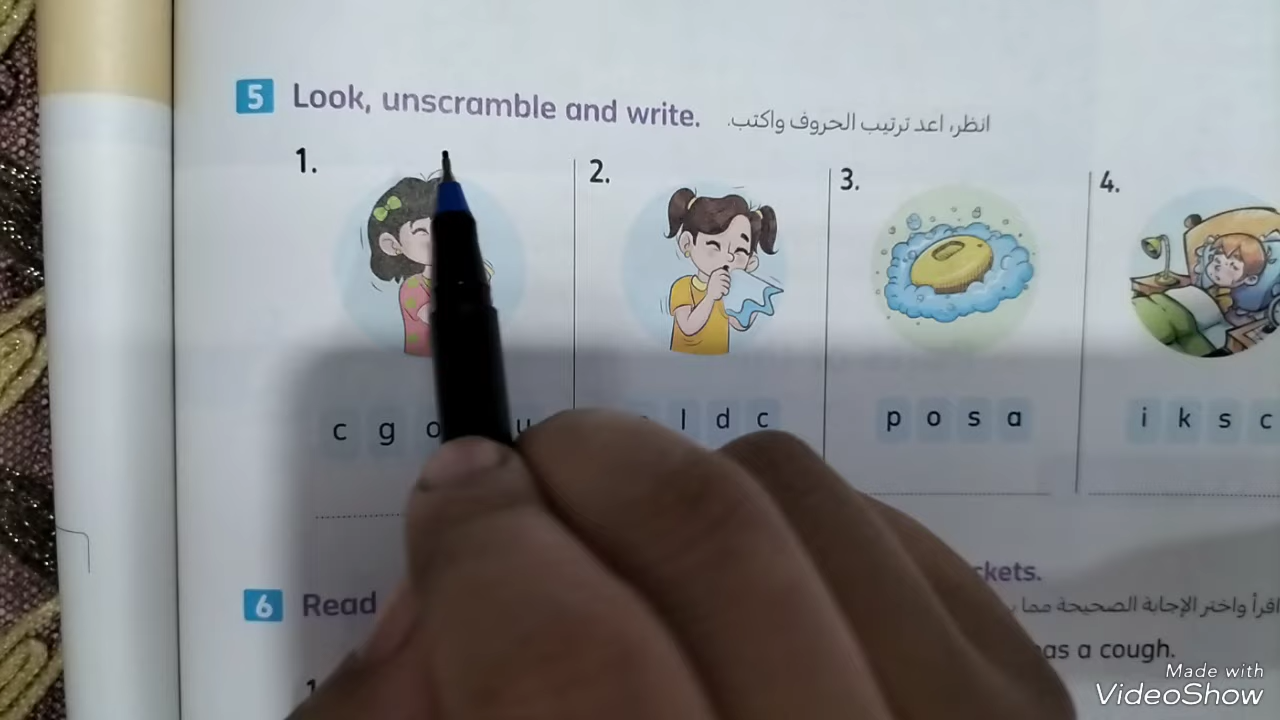 5 Look, unscramble and write. انظر، اعد ترتيب الحروف واكتب.
1. 2. 3. 4.
c g o u l d c p o s a i k s c
6 Read
اقرأ واختر الإجابة الصحيحة مما
as a cough.
1
Made with
VideoShow